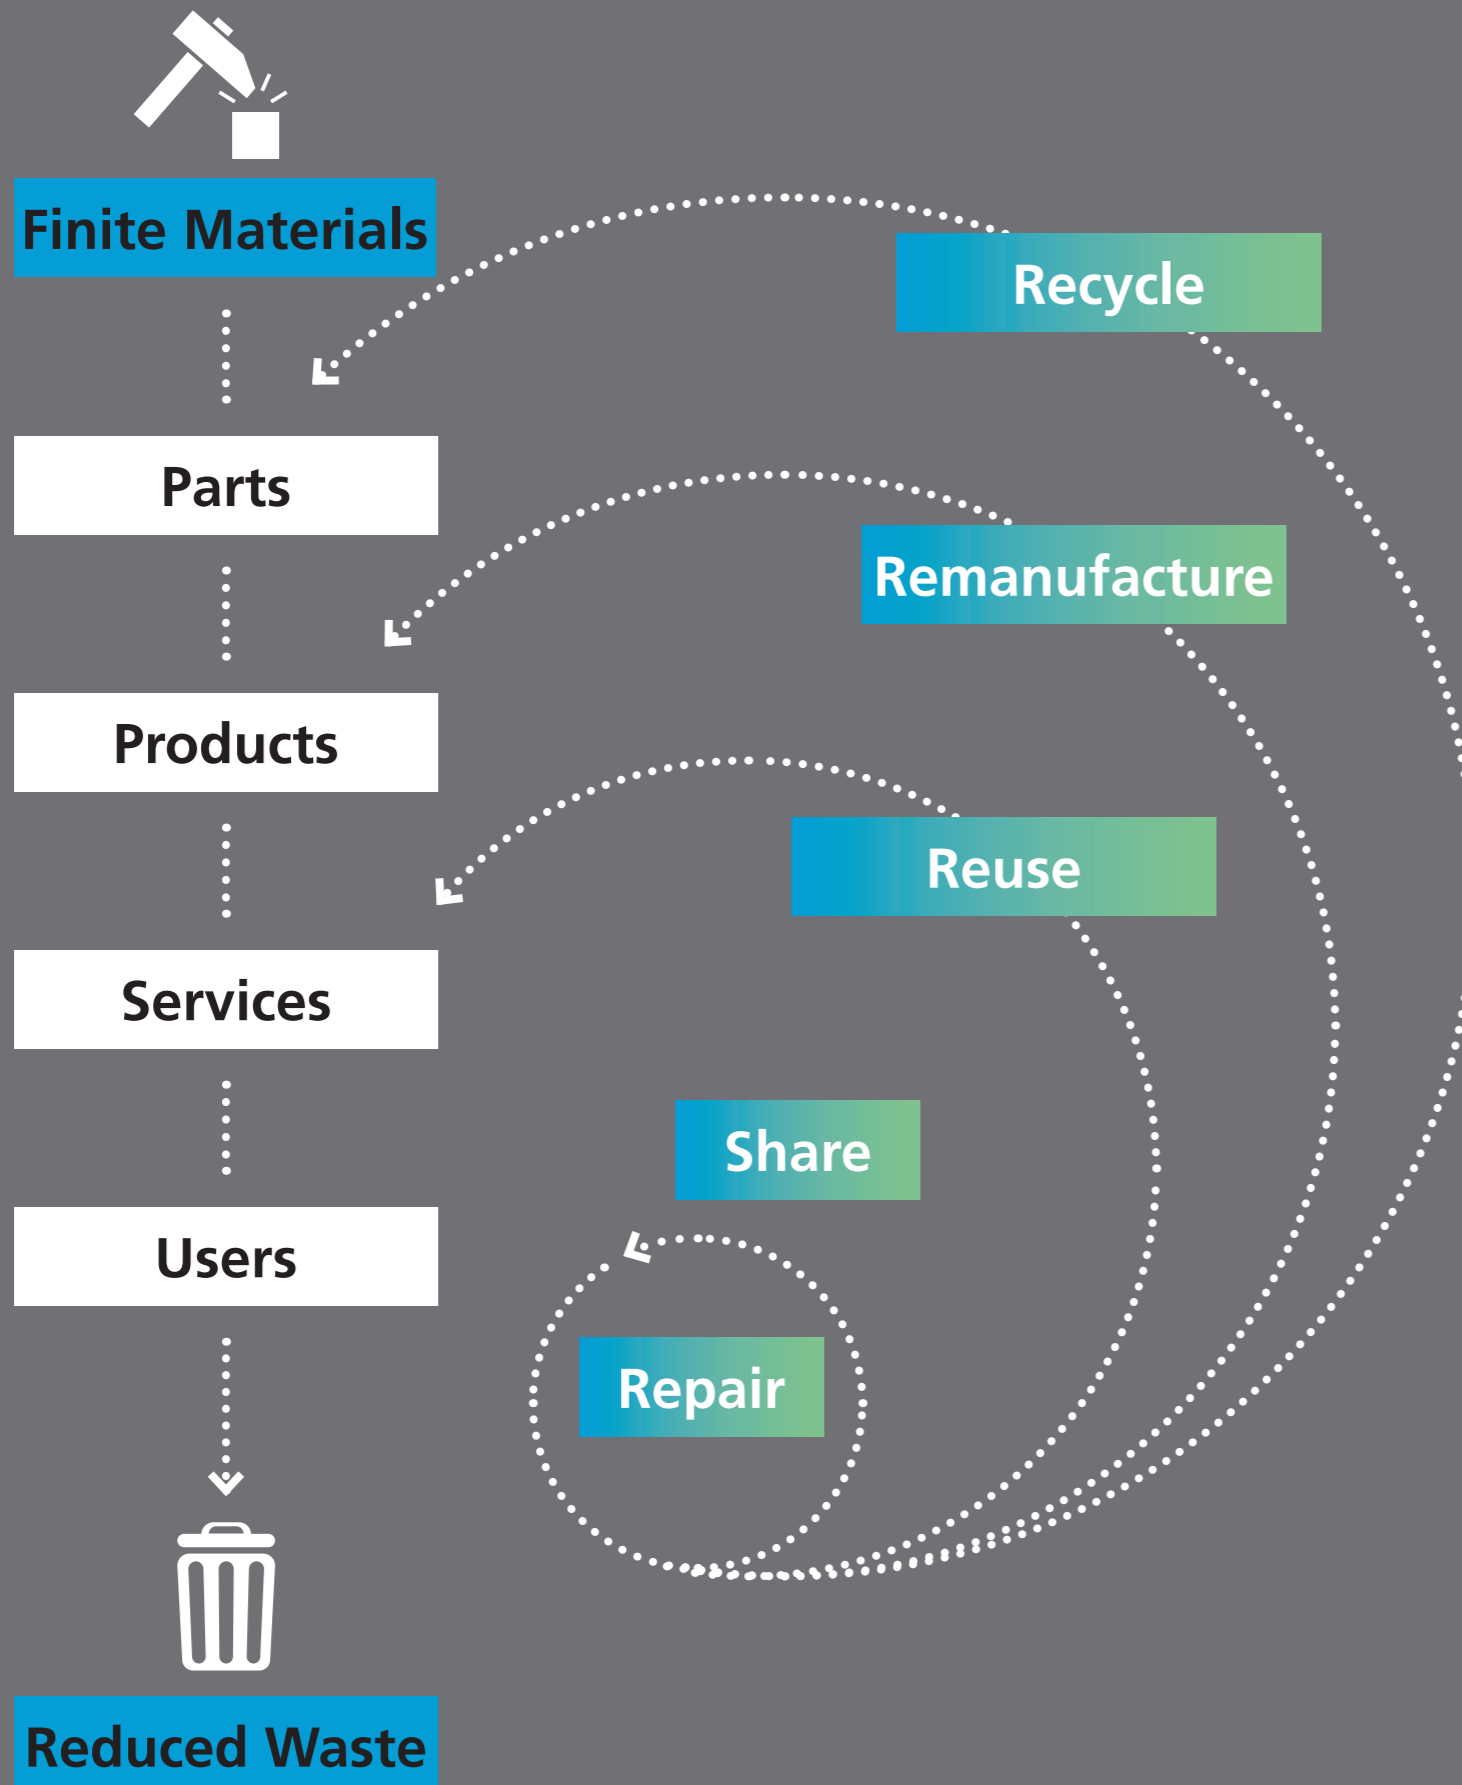 Finite Materials
Recycle
Parts
Remanufacture
Products
Reuse
Services
Share
Users
Repair
Reduced Waste